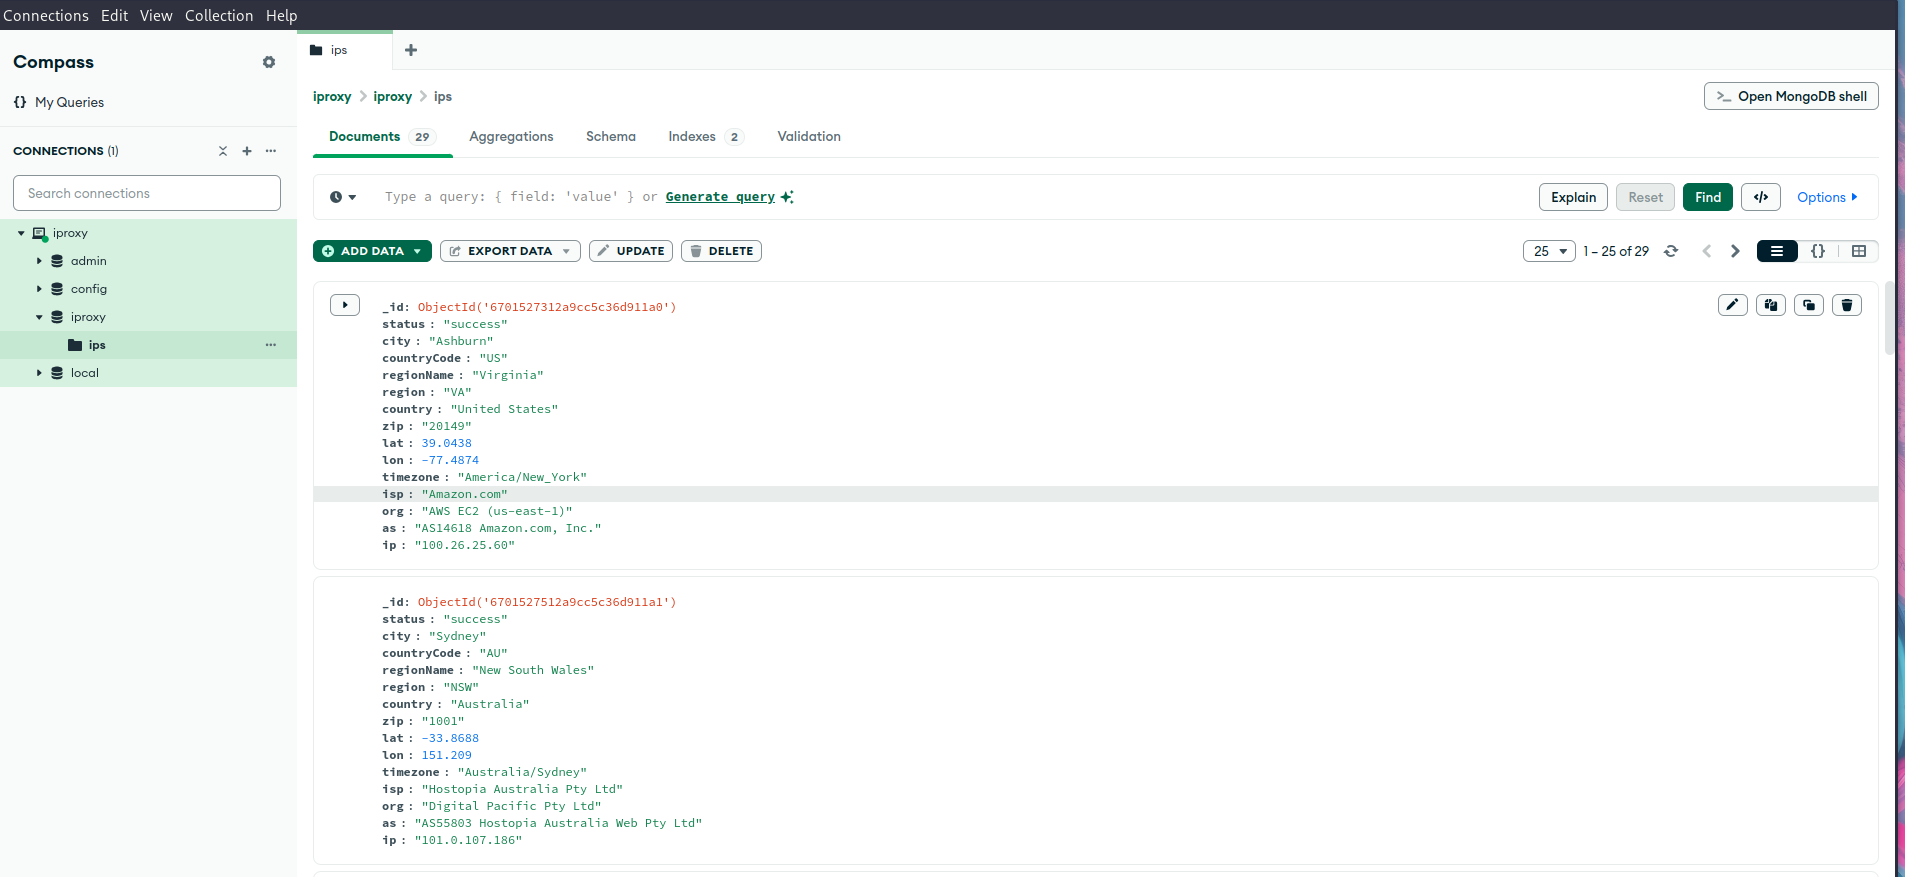 Connections Edit View Collection Help
Compass
{} My Queries
CONNECTIONS (1)
Search connections
iproxy
admin
config
iproxy
ips
local
ips
iproxy > iproxy > ips
>_ Open MongoDB shell
Documents 29 Aggregations Schema Indexes 2 Validation
Type a query: { field: 'value' } or Generate query
Explain Reset Find </> Options
ADD DATA EXPORT DATA UPDATE DELETE
25 1 – 25 of 29 {}
_id: ObjectId('6701527312a9cc5c36d911a0')
status : "success"
city : "Ashburn"
countryCode : "US"
regionName : "Virginia"
region : "VA"
country : "United States"
zip : "20149"
lat : 39.0438
lon : -77.4874
timezone : "America/New_York"
isp : "Amazon.com"
org : "AWS EC2 (us-east-1)"
as : "AS14618 Amazon.com, Inc."
ip : "100.26.25.60"
_id: ObjectId('6701527512a9cc5c36d911a1')
status : "success"
city : "Sydney"
countryCode : "AU"
regionName : "New South Wales"
region : "NSW"
country : "Australia"
zip : "1001"
lat : -33.8688
lon : 151.209
timezone : "Australia/Sydney"
isp : "Hostopia Australia Pty Ltd"
org : "Digital Pacific Pty Ltd"
as : "AS55803 Hostopia Australia Web Pty Ltd"
ip : "101.0.107.186"